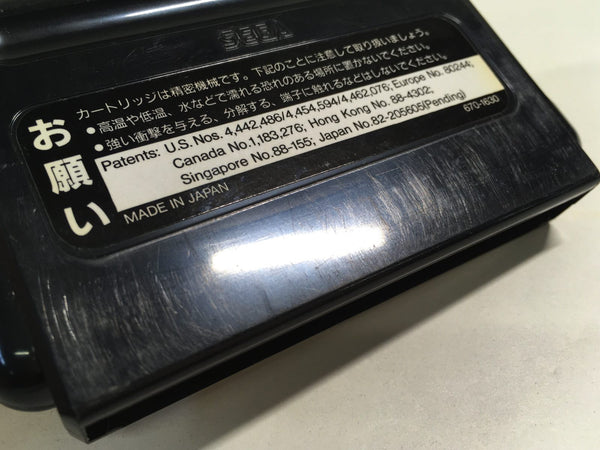 SEGA
お願い
カートリッジは精密機械です。下記のことに注意して取り扱いましょう。
・高温や低温、水などで濡れる恐れのある場所に置かないでください。
・強い衝撃を与える、分解する、端子に触れるなどはしないでください。
Patents: U.S. Nos. 4,442,486/4,454,594/4,462,076; Europe No. 80244;
Canada No. 1,183,276; Hong Kong No. 88-4302;
Singapore No. 88-155; Japan No. 82-205605(Pending)
670-1630
MADE IN JAPAN